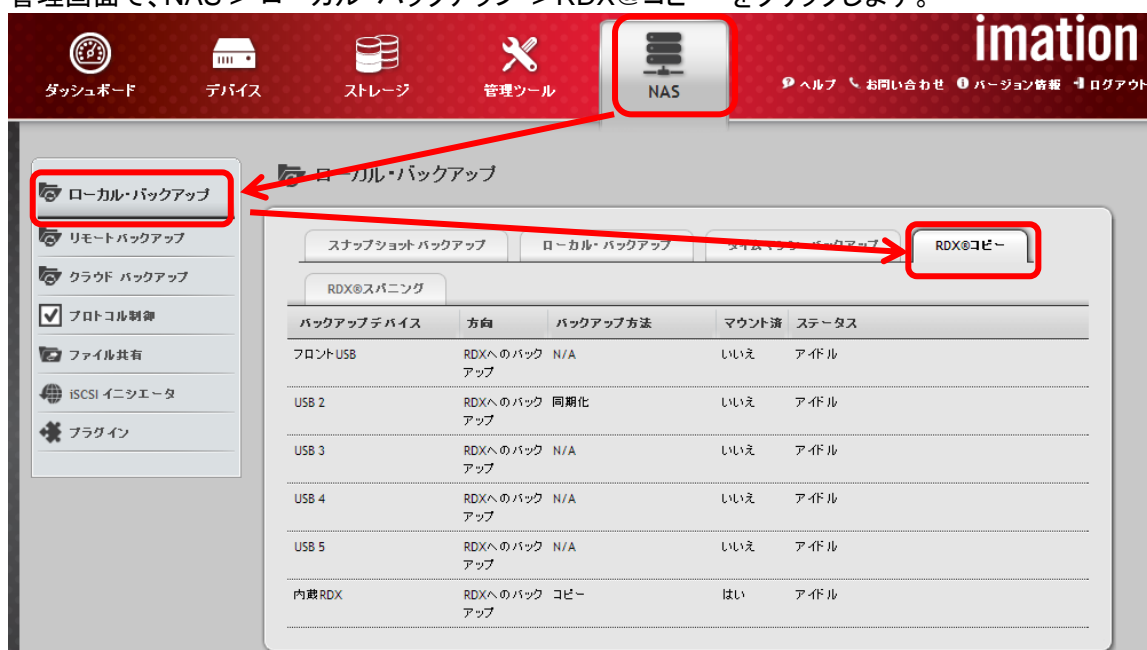 管理画面で、NAS > ローカル・バックアップ > RDX®コピー をクリックします。
imation
ダッシュボード デバイス ストレージ 管理ツール NAS
ヘルプ お問い合わせ バージョン情報 ログアウト
ローカル・バックアップ
リモートバックアップ
クラウド バックアップ
プロトコル制御
ファイル共有
iSCSI イニシエータ
プラグイン
ローカル・バックアップ
スナップショット バックアップ ローカル・バックアップ タイムマシン バックアップ RDX®コピー
RDX®スパニング
バックアップデバイス 方向 バックアップ方法 マウント済 ステータス
フロントUSB RDXへのバック N/A いいえ アイドル
アップ
USB 2 RDXへのバック 同期化 いいえ アイドル
アップ
USB 3 RDXへのバック N/A いいえ アイドル
アップ
USB 4 RDXへのバック N/A いいえ アイドル
アップ
USB 5 RDXへのバック N/A いいえ アイドル
アップ
内蔵RDX RDXへのバック コピー はい アイドル
アップ